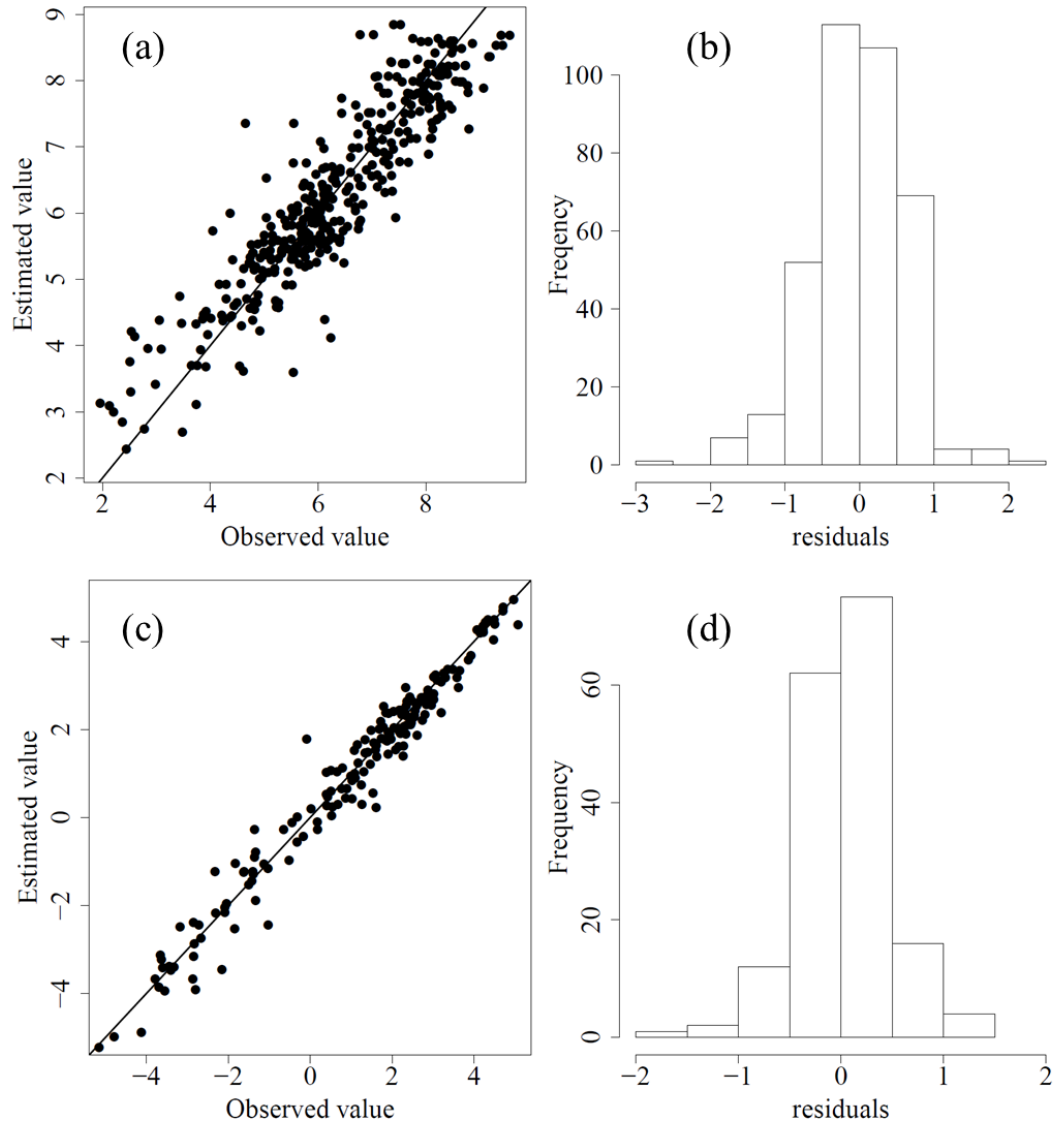 (a)
Estimated value
9
8
7
6
5
4
3
2
2 4 6 8
Observed value
(b)
Freqency
100
80
60
40
20
0
−3 −2 −1 0 1 2
residuals
(c)
Estimated value
4
2
0
−2
−4
−4 −2 0 2 4
Observed value
(d)
Frequency
60
40
20
0
−2 −1 0 1 2
residuals